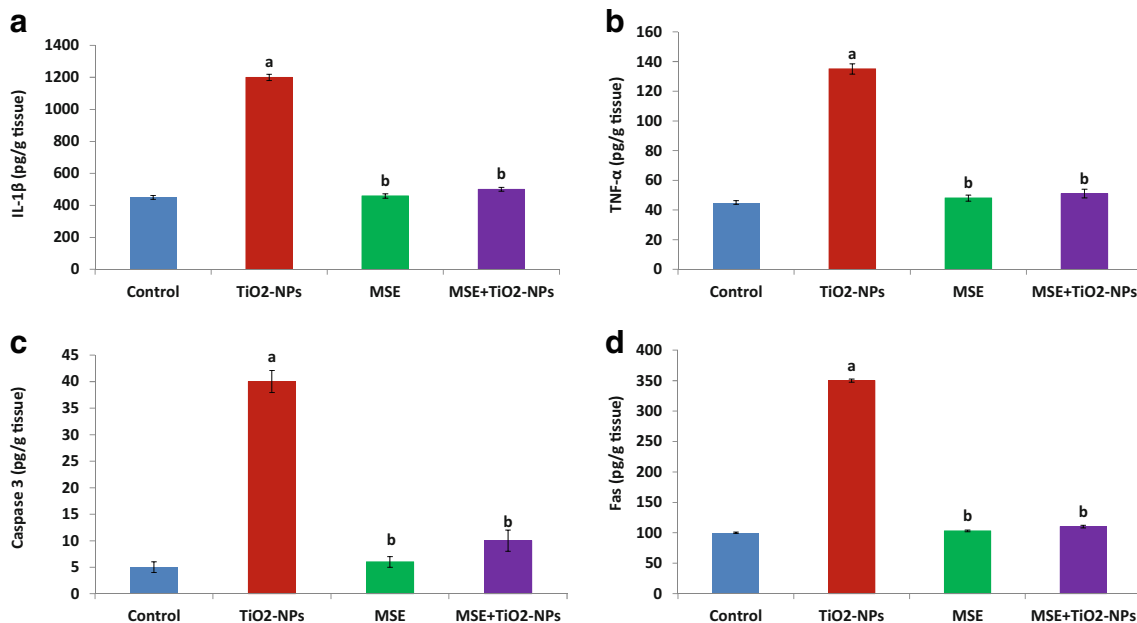 a
IL-1β (pg/g tissue)
1400
1200
1000
800
600
400
200
0
a
b
b
Control TiO2-NPs MSE MSE+TiO2-NPs
b
TNF-α (pg/g tissue)
160
140
120
100
80
60
40
20
0
a
b
b
Control TiO2-NPs MSE MSE+TiO2-NPs
c
Caspase 3 (pg/g tissue)
45
40
35
30
25
20
15
10
5
0
a
b
b
Control TiO2-NPs MSE MSE+TiO2-NPs
d
Fas (pg/g tissue)
400
350
300
250
200
150
100
50
0
a
b
b
Control TiO2-NPs MSE MSE+TiO2-NPs